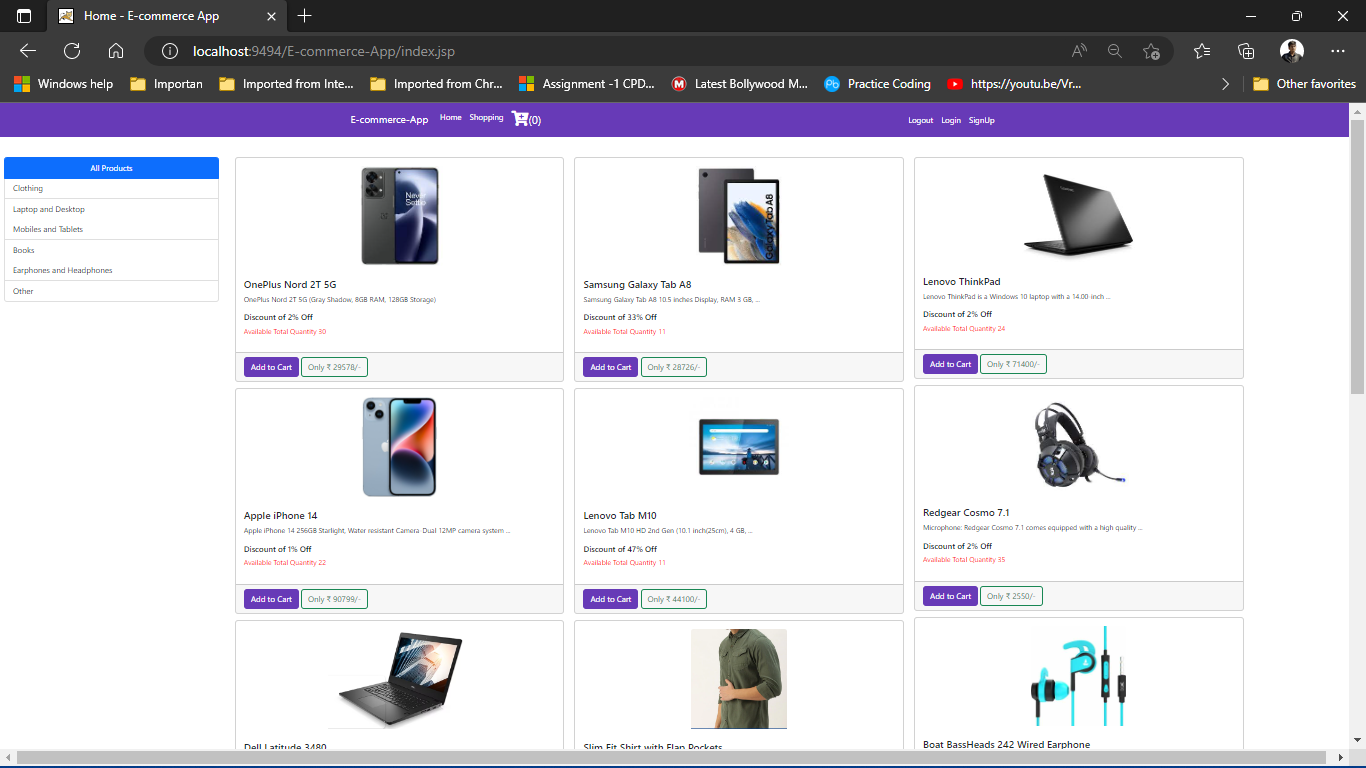 Home - E-commerce App
localhost:9494/E-commerce-App/index.jsp
Windows help
Importan
Imported from Inte...
Imported from Chr...
Assignment -1 CPD...
Latest Bollywood M...
Practice Coding
https://youtu.be/Vr...
Other favorites
E-commerce-App
Home
Shopping
(0)
Logout
Login
SignUp
All Products
Clothing
Laptop and Desktop
Mobiles and Tablets
Books
Earphones and Headphones
Other
Never
Settle
OnePlus Nord 2T 5G
OnePlus Nord 2T 5G (Gray Shadow, 8GB RAM, 128GB Storage)
Discount of 2% Off
Available Total Quantity 30
Add to Cart
Only ₹ 29578/-
Galaxy Tab A8
Samsung Galaxy Tab A8
Samsung Galaxy Tab A8 10.5 inches Display, RAM 3 GB, ...
Discount of 33% Off
Available Total Quantity 11
Add to Cart
Only ₹ 28726/-
Lenovo ThinkPad
Lenovo ThinkPad is a Windows 10 laptop with a 14.00-inch ...
Discount of 2% Off
Available Total Quantity 24
Add to Cart
Only ₹ 71400/-
Apple iPhone 14
Apple iPhone 14 256GB Starlight, Water resistant Camera- Dual 12MP camera system ...
Discount of 1% Off
Available Total Quantity 22
Add to Cart
Only ₹ 90799/-
Lenovo Tab M10
Lenovo Tab M10 HD 2nd Gen (10.1 inch(25cm), 4 GB, ...
Discount of 47% Off
Available Total Quantity 11
Add to Cart
Only ₹ 44100/-
Redgear Cosmo 7.1
Microphone: Redgear Cosmo 7.1 comes equipped with a high quality ...
Discount of 2% Off
Available Total Quantity 35
Add to Cart
Only ₹ 2550/-
Dell Latitude 3480
Slim Fit Shirt with Flap Pockets
Boat BassHeads 242 Wired Earphone